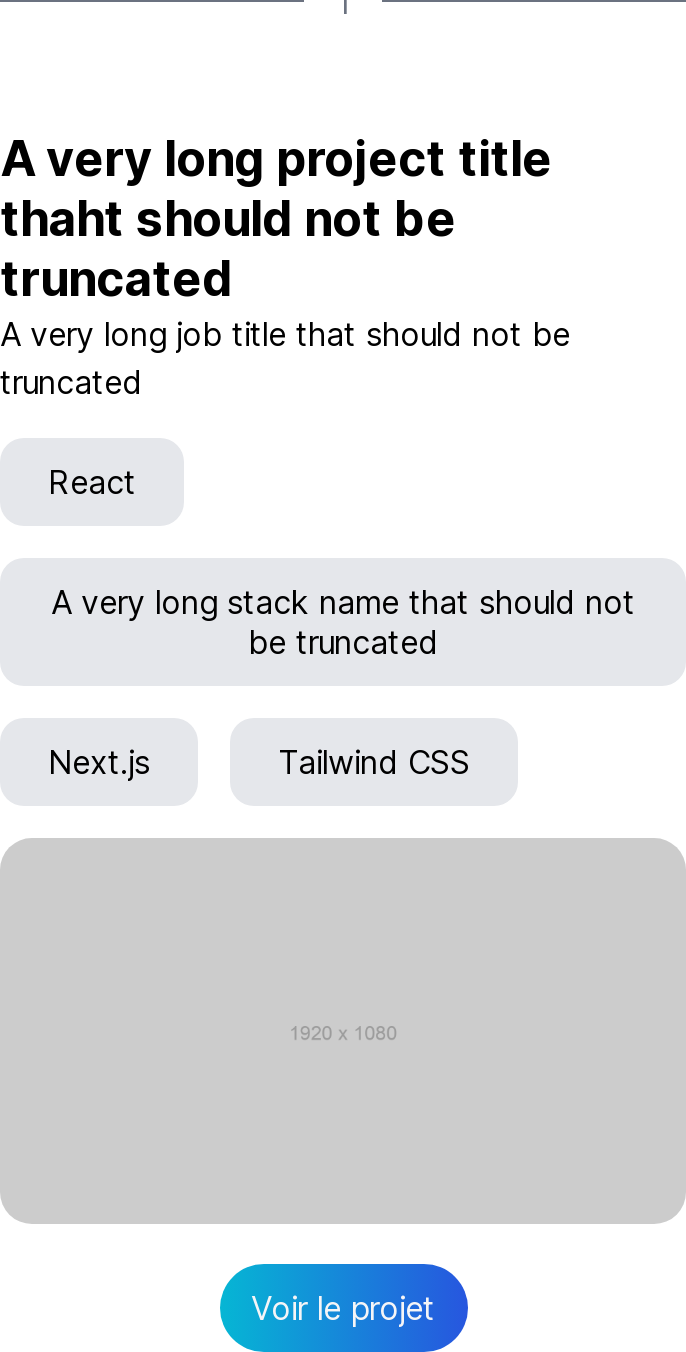 A very long project title
thaht should not be
truncated
A very long job title that should not be
truncated
React
A very long stack name that should not
be truncated
Next.js
Tailwind CSS
1920 x 1080
Voir le projet